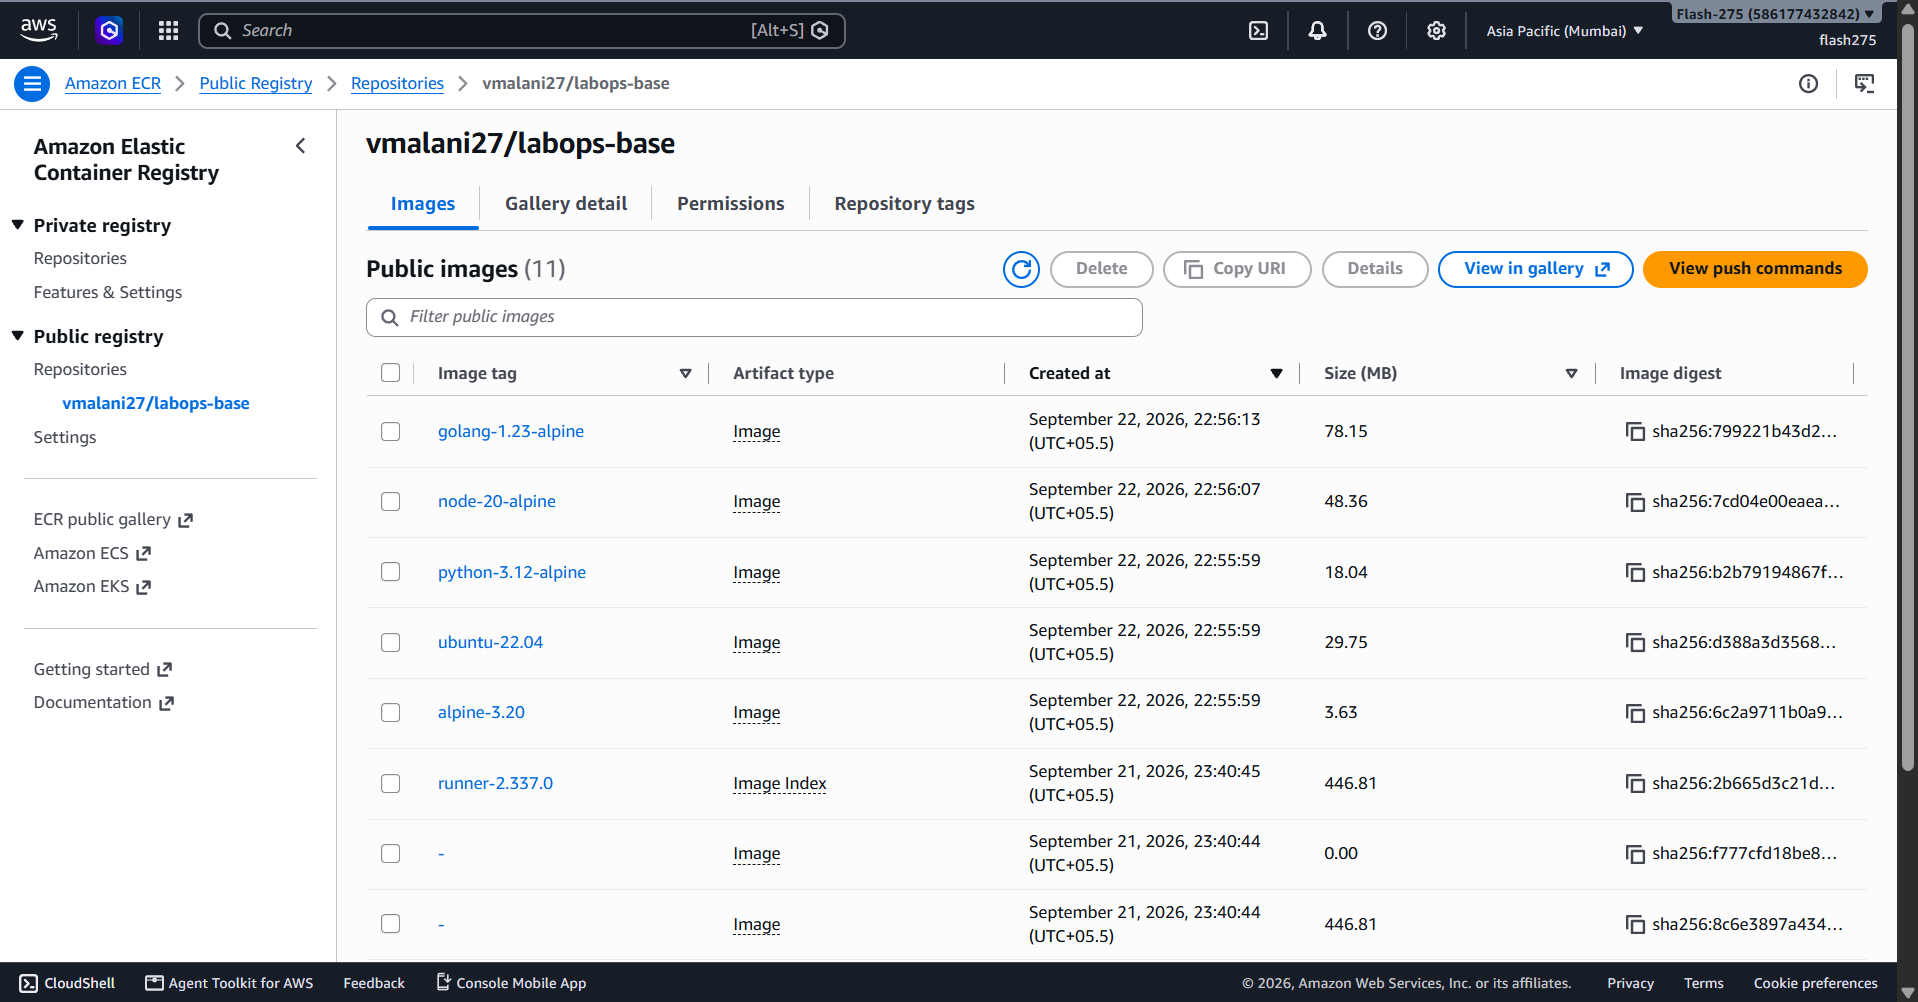 aws
Search [Alt+S]
Asia Pacific (Mumbai)
Flash-275 (586177432842)
flash275
Amazon ECR
Public Registry
Repositories
vmalani27/labops-base
Amazon Elastic
Container Registry
Private registry
Repositories
Features & Settings
Public registry
Repositories
vmalani27/labops-base
Settings
ECR public gallery
Amazon ECS
Amazon EKS
Getting started
Documentation
vmalani27/labops-base
Images Gallery detail Permissions Repository tags
Public images (11)
Delete Copy URI Details View in gallery View push commands
Filter public images
Image tag Artifact type Created at Size (MB) Image digest
golang-1.23-alpine Image September 22, 2026, 22:56:13 78.15 sha256:799221b43d2...
(UTC+05.5)
node-20-alpine Image September 22, 2026, 22:56:07 48.36 sha256:7cd04e00eaea...
(UTC+05.5)
python-3.12-alpine Image September 22, 2026, 22:55:59 18.04 sha256:b2b79194867f...
(UTC+05.5)
ubuntu-22.04 Image September 22, 2026, 22:55:59 29.75 sha256:d388a3d3568...
(UTC+05.5)
alpine-3.20 Image September 22, 2026, 22:55:59 3.63 sha256:6c2a9711b0a9...
(UTC+05.5)
runner-2.337.0 Image Index September 21, 2026, 23:40:45 446.81 sha256:2b665d3c21d...
(UTC+05.5)
- Image September 21, 2026, 23:40:44 0.00 sha256:f777cfd18be8...
(UTC+05.5)
- Image September 21, 2026, 23:40:44 446.81 sha256:8c6e3897a434...
(UTC+05.5)
CloudShell Agent Toolkit for AWS Feedback Console Mobile App © 2026, Amazon Web Services, Inc. or its affiliates. Privacy Terms Cookie preferences